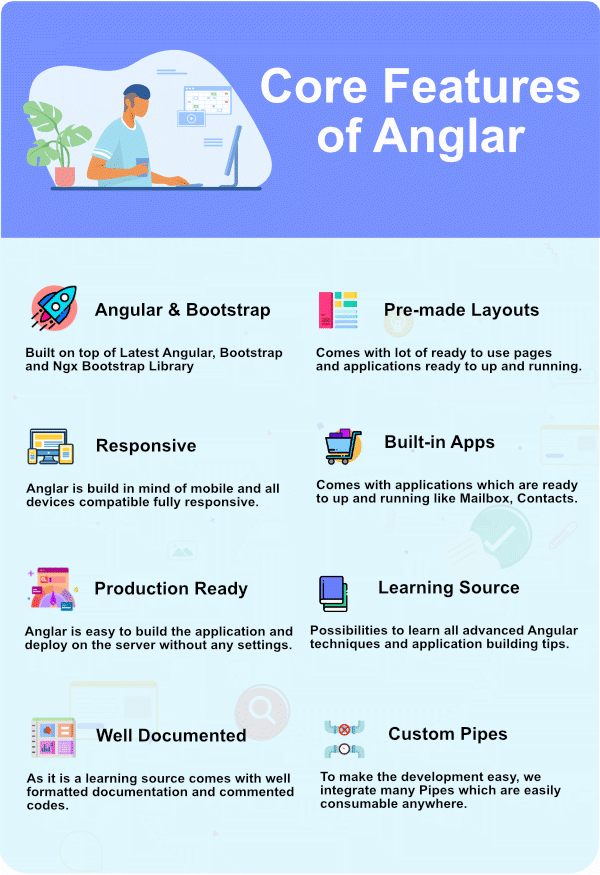 Core Features
of Anglar
Angular & Bootstrap
Built on top of Latest Angular, Bootstrap
and Ngx Bootstrap Library
Pre-made Layouts
Comes with lot of ready to use pages
and applications ready to up and running.
Responsive
Anglar is build in mind of mobile and all
devices compatible fully responsive.
Built-in Apps
Comes with applications which are ready
to up and running like Mailbox, Contacts.
Production Ready
Anglar is easy to build the application and
deploy on the server without any settings.
Learning Source
Possibilities to learn all advanced Angular
techniques and application building tips.
Well Documented
As it is a learning source comes with well
formatted documentation and commented
codes.
Custom Pipes
To make the development easy, we
integrate many Pipes which are easily
consumable anywhere.